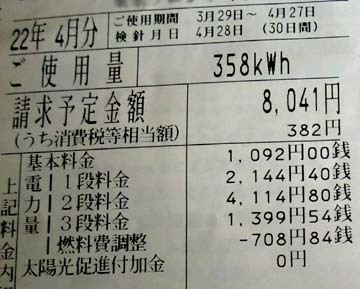 22年 4月分
ご使用期間 3月29日～ 4月27日
検針月日 4月28日 (30日間)
ご使用量 358kWh
請求予定金額 8,041円
(うち消費税等相当額) 382円
上記料金内
基本料金 1,092円00銭
電力量
1段料金 2,144円40銭
2段料金 4,114円80銭
3段料金 1,399円54銭
燃料費調整 -708円84銭
太陽光促進付加金 0円